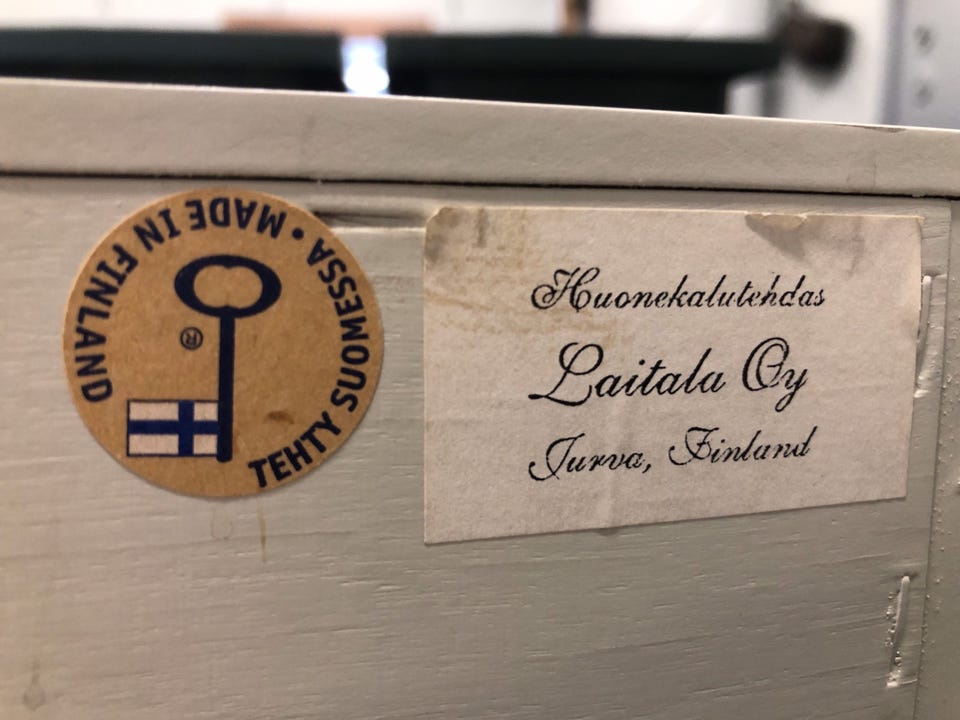 MADE IN FINLAND • TEHTY SUOMESSA
®
Huonekalutehdas
Laitala Oy
Jurva, Finland